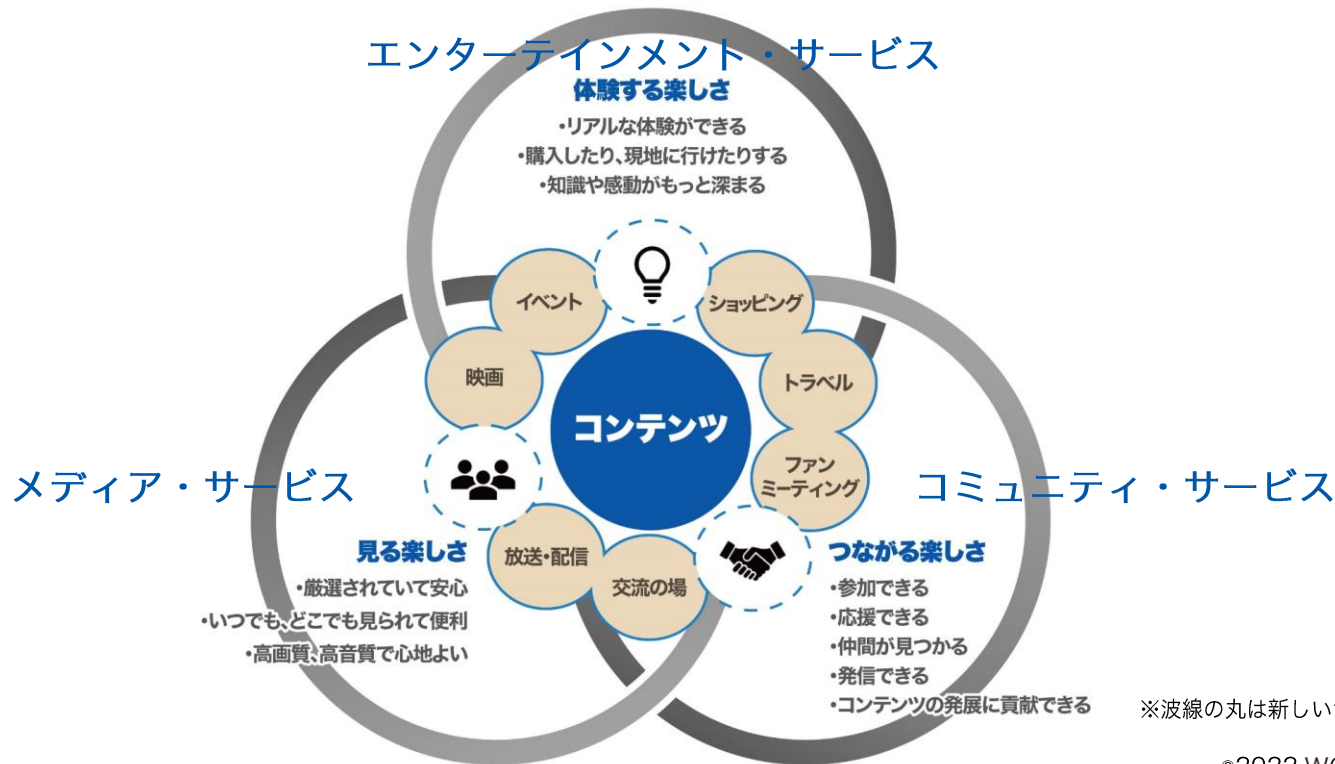 エンターテインメント・サービス
体験する楽しさ
・リアルな体験ができる
・購入したり、現地に行けたりする
・知識や感動がもっと深まる
イベント
ショッピング
映画
トラベル
コンテンツ
ファン
ミーティング
メディア・サービス
コミュニティ・サービス
見る楽しさ
・厳選されていて安心
・いつでも、どこでも見られて便利
・高画質、高音質で心地よい
放送・配信
交流の場
つながる楽しさ
・参加できる
・応援できる
・仲間が見つかる
・発信できる
・コンテンツの発展に貢献できる
※波線の丸は新しい